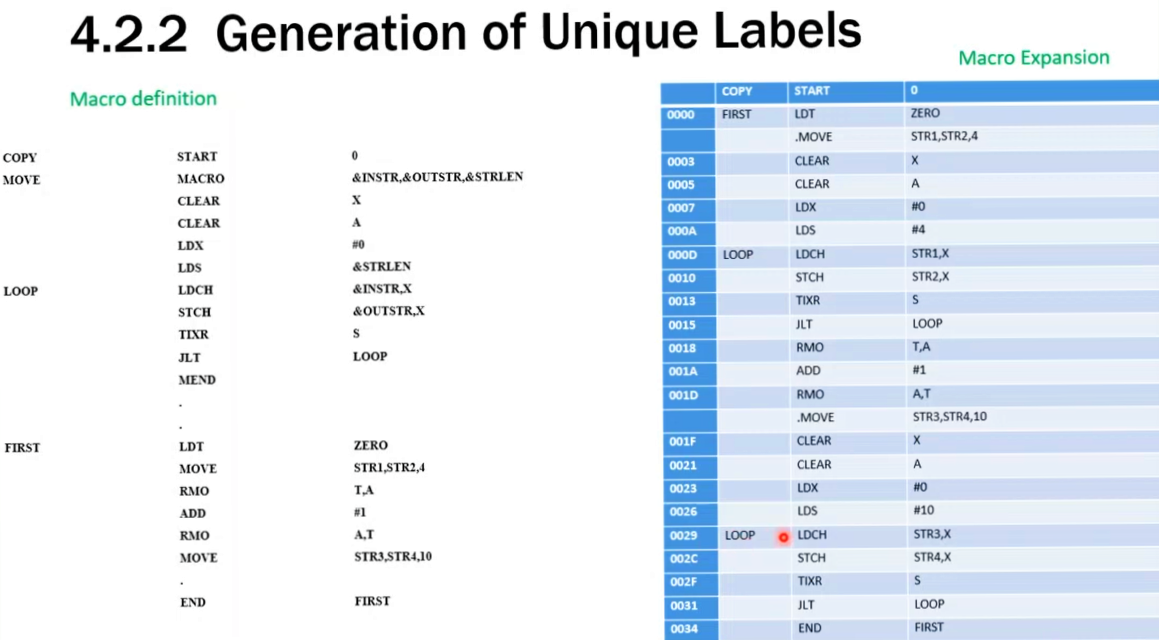 4.2.2 Generation of Unique Labels
Macro definition
COPY START 0
MOVE MACRO &INSTR,&OUTSTR,&STRLEN
CLEAR X
CLEAR A
LDX #0
LDS &STRLEN
LOOP LDCH &INSTR,X
STCH &OUTSTR,X
TIXR S
JLT LOOP
MEND
.
.
FIRST LDT ZERO
MOVE STR1,STR2,4
RMO T,A
ADD #1
RMO A,T
MOVE STR3,STR4,10
.
END FIRST
Macro Expansion
COPY START 0
0000 FIRST LDT ZERO
.MOVE STR1,STR2,4
0003 CLEAR X
0005 CLEAR A
0007 LDX #0
000A LDS #4
000D LOOP LDCH STR1,X
0010 STCH STR2,X
0013 TIXR S
0015 JLT LOOP
0018 RMO T,A
001A ADD #1
001D RMO A,T
.MOVE STR3,STR4,10
001F CLEAR X
0021 CLEAR A
0023 LDX #0
0026 LDS #10
0029 LOOP LDCH STR3,X
002C STCH STR4,X
002F TIXR S
0031 JLT LOOP
0034 END FIRST